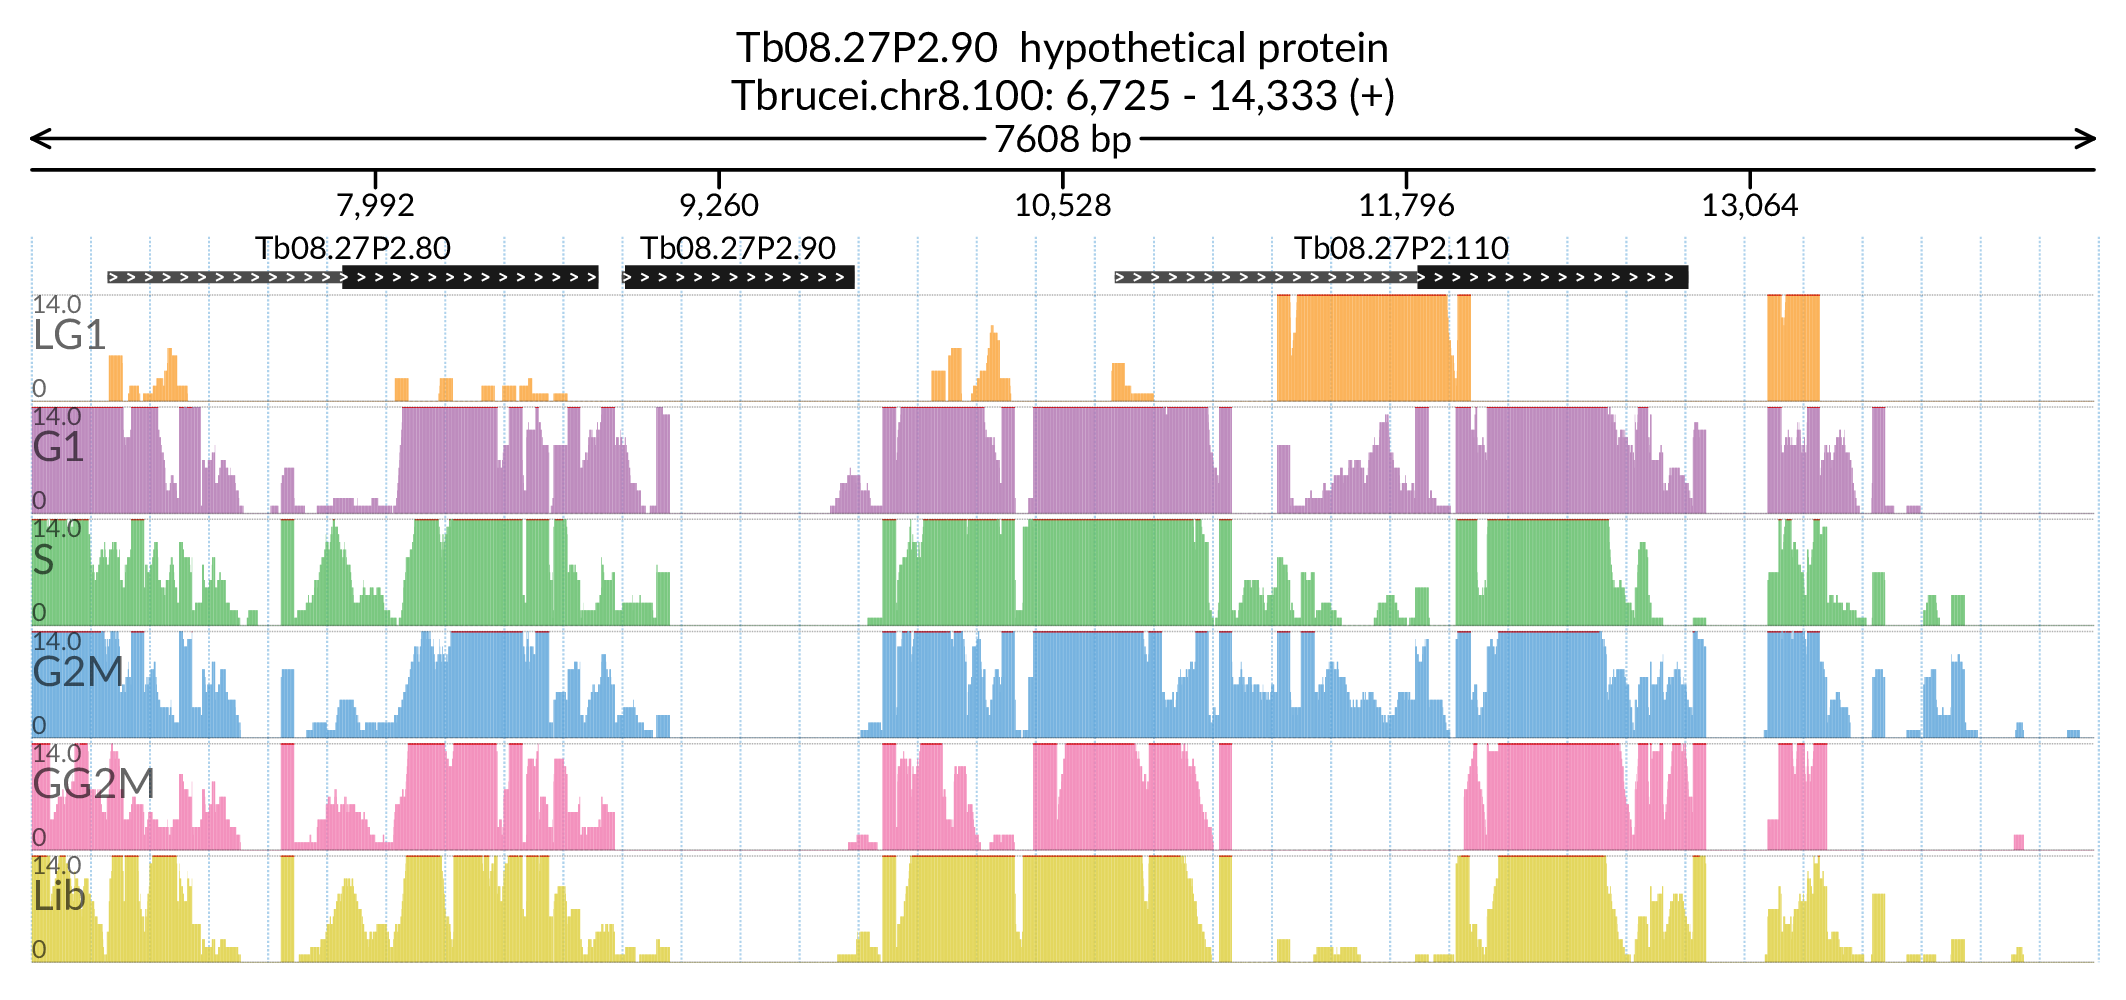 Tb08.27P2.90 hypothetical protein
Tbrucei.chr8.100: 6,725 - 14,333 (+)
7608 bp
7,992 9,260 10,528 11,796 13,064
Tb08.27P2.80 Tb08.27P2.90 Tb08.27P2.110
14.0
LG1
0
14.0
G1
0
14.0
S
0
14.0
G2M
0
14.0
GG2M
0
14.0
Lib
0